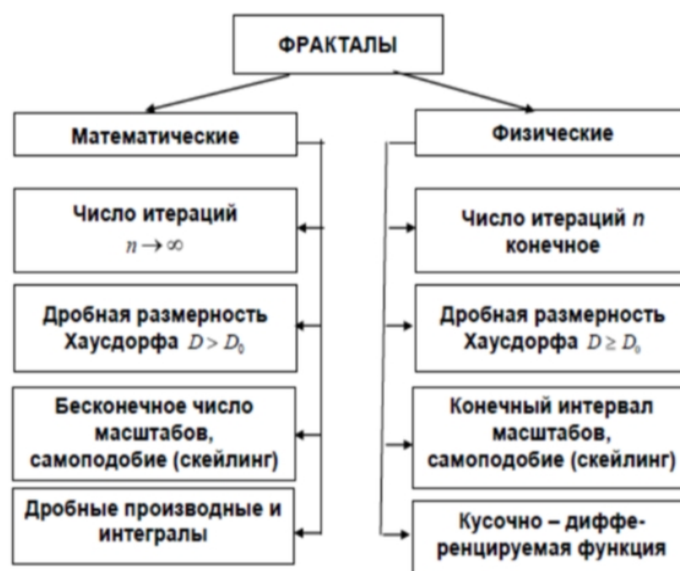 ФРАКТАЛЫ
Математические
Число итераций
n → ∞
Дробная размерность
Хаусдорфа D > D₀
Бесконечное число
масштабов,
самоподобие (скейлинг)
Дробные производные и
интегралы
Физические
Число итераций n
конечное
Дробная размерность
Хаусдорфа D ≥ D₀
Конечный интервал
масштабов,
самоподобие (скейлинг)
Кусочно – диффе-
ренцируемая функция